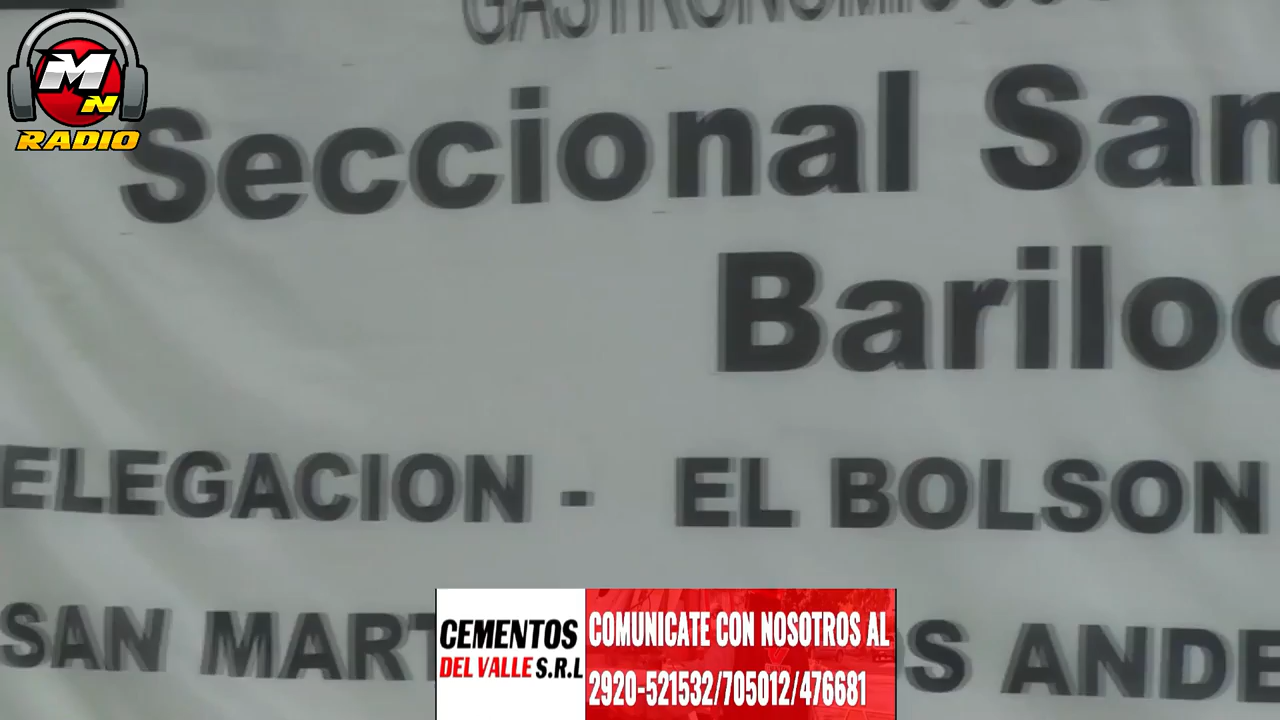 MN
RADIO
Seccional San
Bariloc
ELEGACION - EL BOLSON
SAN MART
OS ANDE
CEMENTOS
DEL VALLE S.R.L
COMUNICATE CON NOSOTROS AL
2920-521532/705012/476681